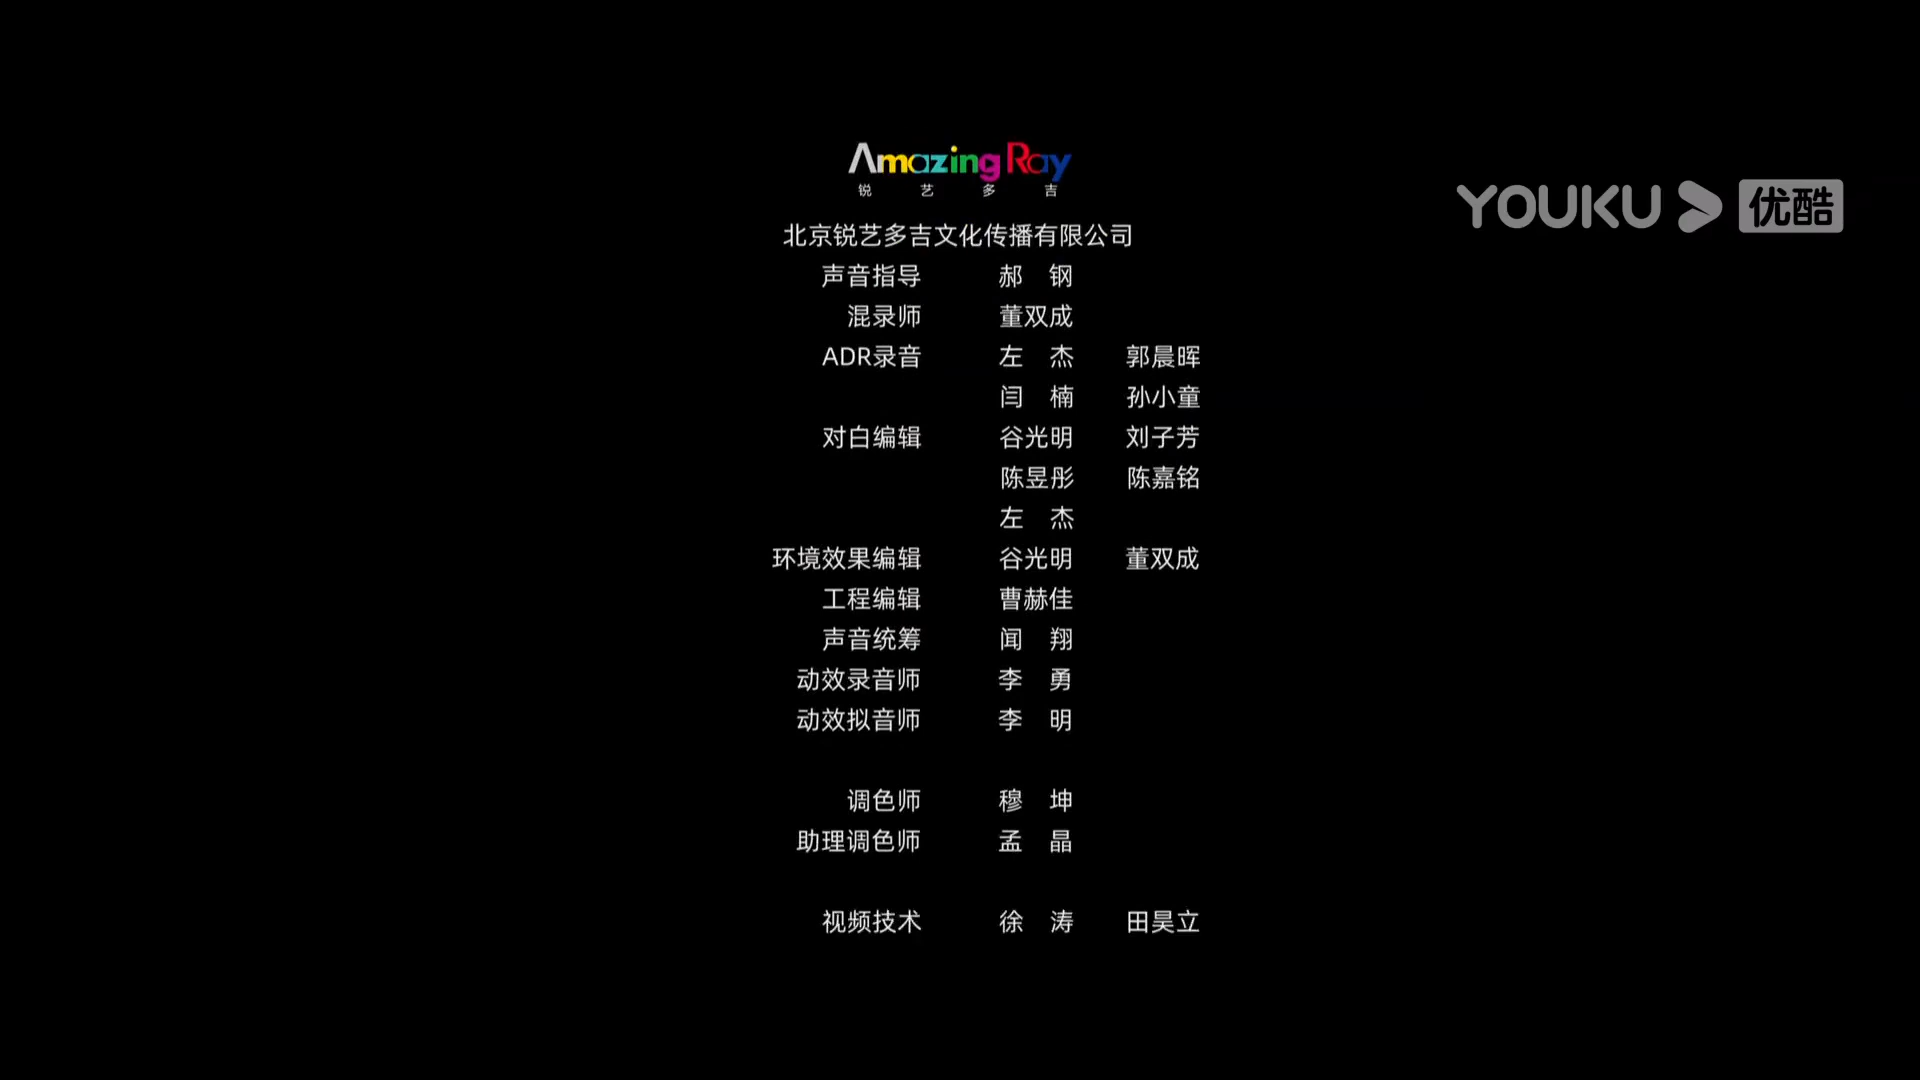 Amazing Ray
锐艺多吉
YOUKU 优酷
北京锐艺多吉文化传播有限公司
声音指导 郝 钢
混录师 董双成
ADR录音 左 杰 郭晨晖
闫 楠 孙小童
对白编辑 谷光明 刘子芳
陈昱彤 陈嘉铭
左 杰
环境效果编辑 谷光明 董双成
工程编辑 曹赫佳
声音统筹 闻 翔
动效录音师 李 勇
动效拟音师 李 明
调色师 穆 坤
助理调色师 孟 晶
视频技术 徐 涛 田昊立